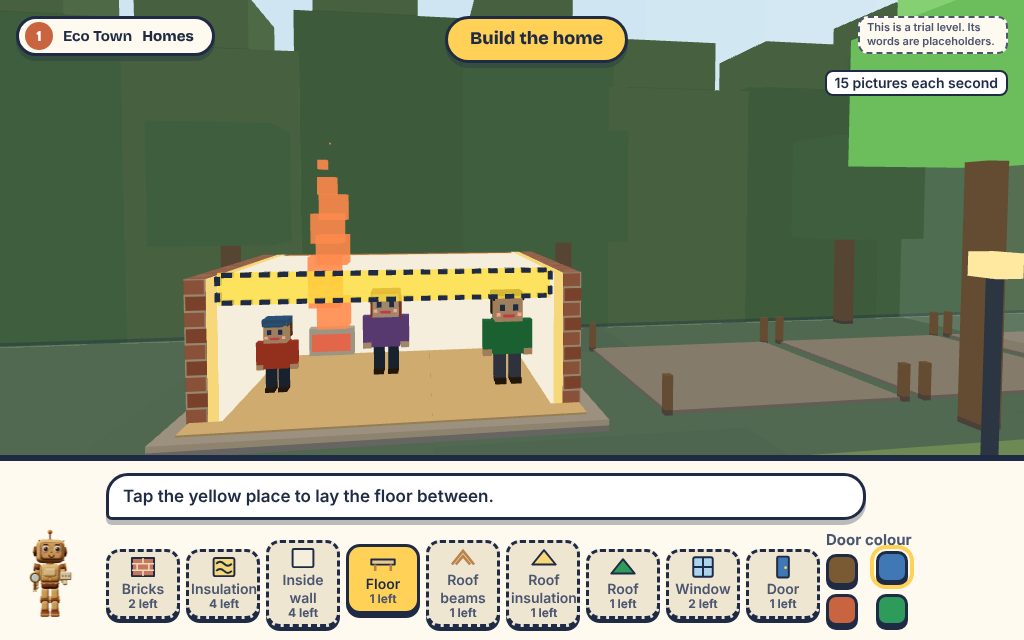 1 Eco Town Homes
Build the home
This is a trial level. Its
words are placeholders.
15 pictures each second
Tap the yellow place to lay the floor between.
Bricks
2 left
Insulation
4 left
Inside
wall
4 left
Floor
1 left
Roof
beams
1 left
Roof
insulation
1 left
Roof
1 left
Window
2 left
Door
1 left
Door colour